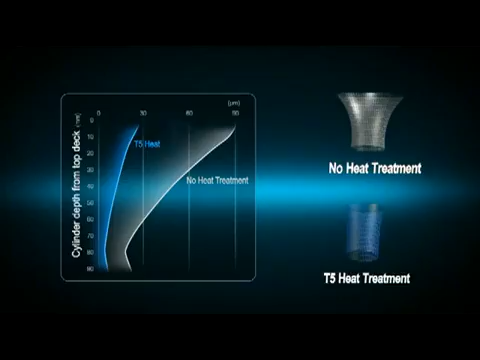 [μm]
0 30 60 90
Cylinder depth from top deck [mm]
0
10
20
30
40
50
60
70
80
90
T5 Heat
No Heat Treatment
No Heat Treatment
T5 Heat Treatment